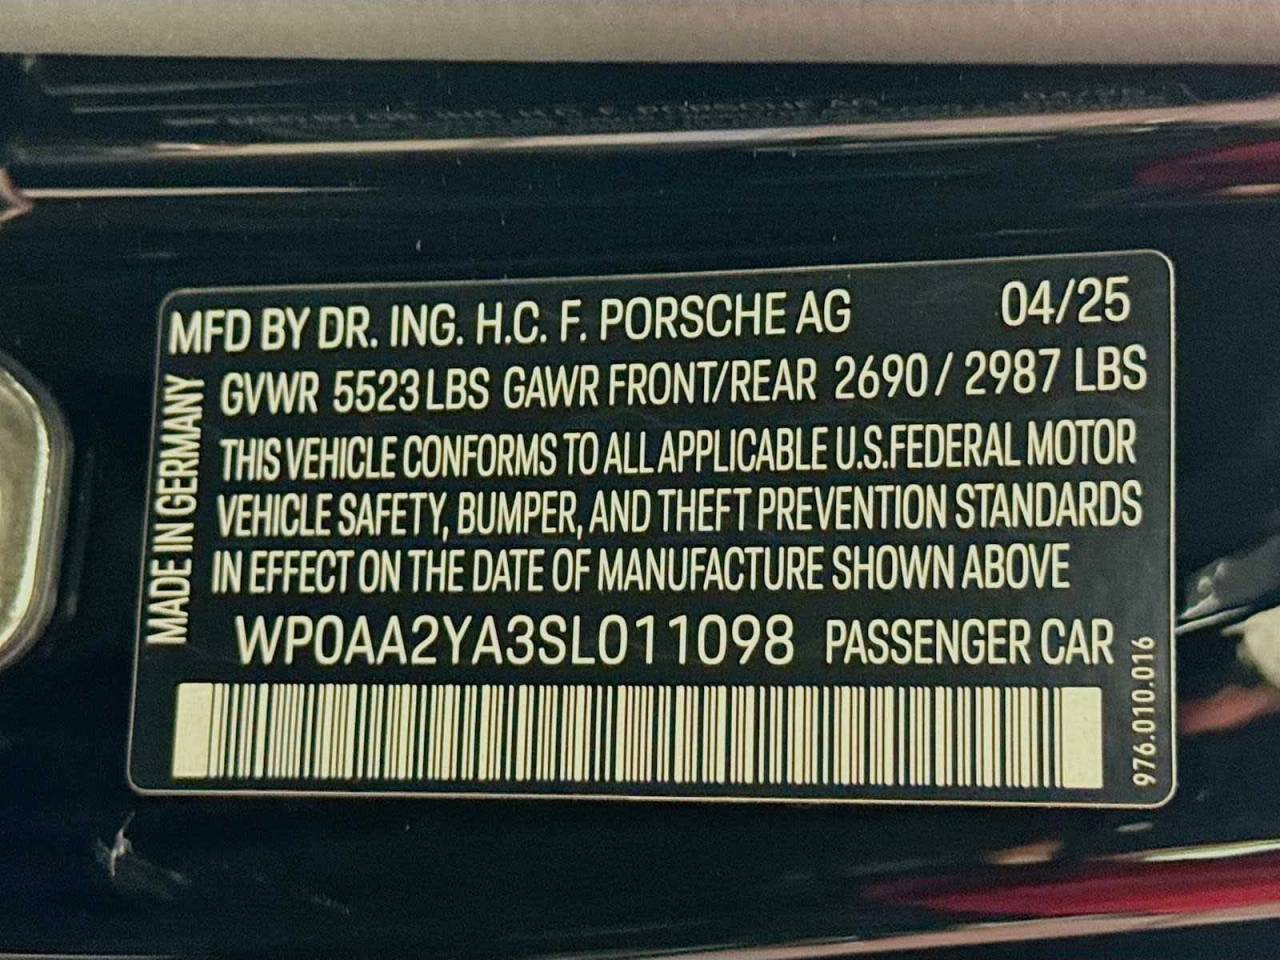 MFD BY DR. ING. H.C. F. PORSCHE AG 04/25
GVWR 5523 LBS GAWR FRONT/REAR 2690 / 2987 LBS
THIS VEHICLE CONFORMS TO ALL APPLICABLE U.S.FEDERAL MOTOR
VEHICLE SAFETY, BUMPER, AND THEFT PREVENTION STANDARDS
IN EFFECT ON THE DATE OF MANUFACTURE SHOWN ABOVE
WP0AA2YA3SL011098 PASSENGER CAR
MADE IN GERMANY
976.010.016